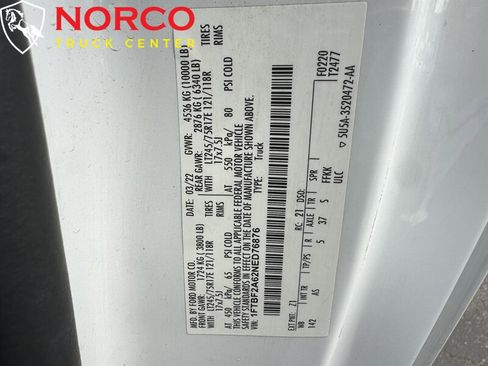 NORCO
TRUCK CENTER
MFD. BY FORD MOTOR CO.
DATE: 03/22 GVWR: 4536 KG (10000 LB)
FRONT GAWR: 1724 KG (3800 LB) REAR GAWR: 2876 KG (6340 LB)
LT245/75R17E 121/118R TIRES WITH LT245/75R17E 121/118R TIRES
17x7.5J RIMS 17x7.5J RIMS
AT 450 kPa/ 65 PSI COLD AT 550 kPa/ 80 PSI COLD
THIS VEHICLE CONFORMS TO ALL APPLICABLE FEDERAL MOTOR VEHICLE
SAFETY STANDARDS IN EFFECT ON THE DATE OF MANUFACTURE SHOWN ABOVE.
VIN: 1FTBF2A62NED76876 TYPE: Truck
F0220
T2477
EXT PNT: Z1 RC: 21 DSO:
WB TP/PS R AXLE TR SPR
142 AS 5 37 5 FFKK
ULC
5U5A-3520472-AA